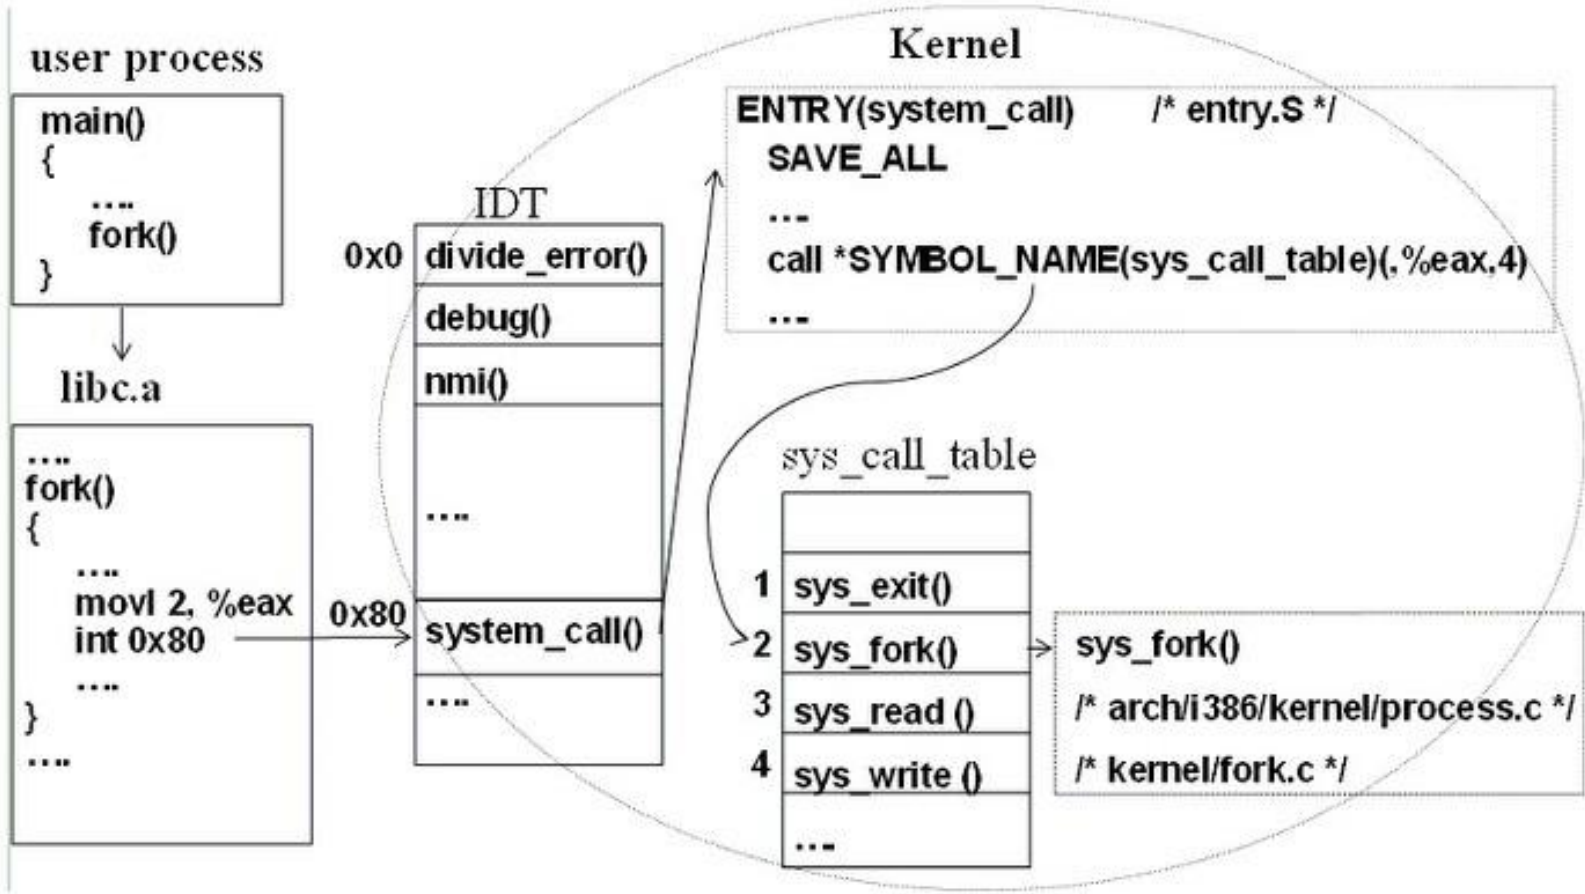 user process
main()
{
....
fork()
}
libc.a
....
fork()
{
....
movl 2, %eax
int 0x80
....
}
....
IDT
0x0 divide_error()
debug()
nmi()
....
0x80 system_call()
....
Kernel
ENTRY(system_call) /* entry.S */
SAVE_ALL
....
call *SYMBOL_NAME(sys_call_table)(,%eax,4)
....
sys_call_table
1 sys_exit()
2 sys_fork()
3 sys_read ()
4 sys_write ()
....
sys_fork()
/* arch/i386/kernel/process.c */
/* kernel/fork.c */